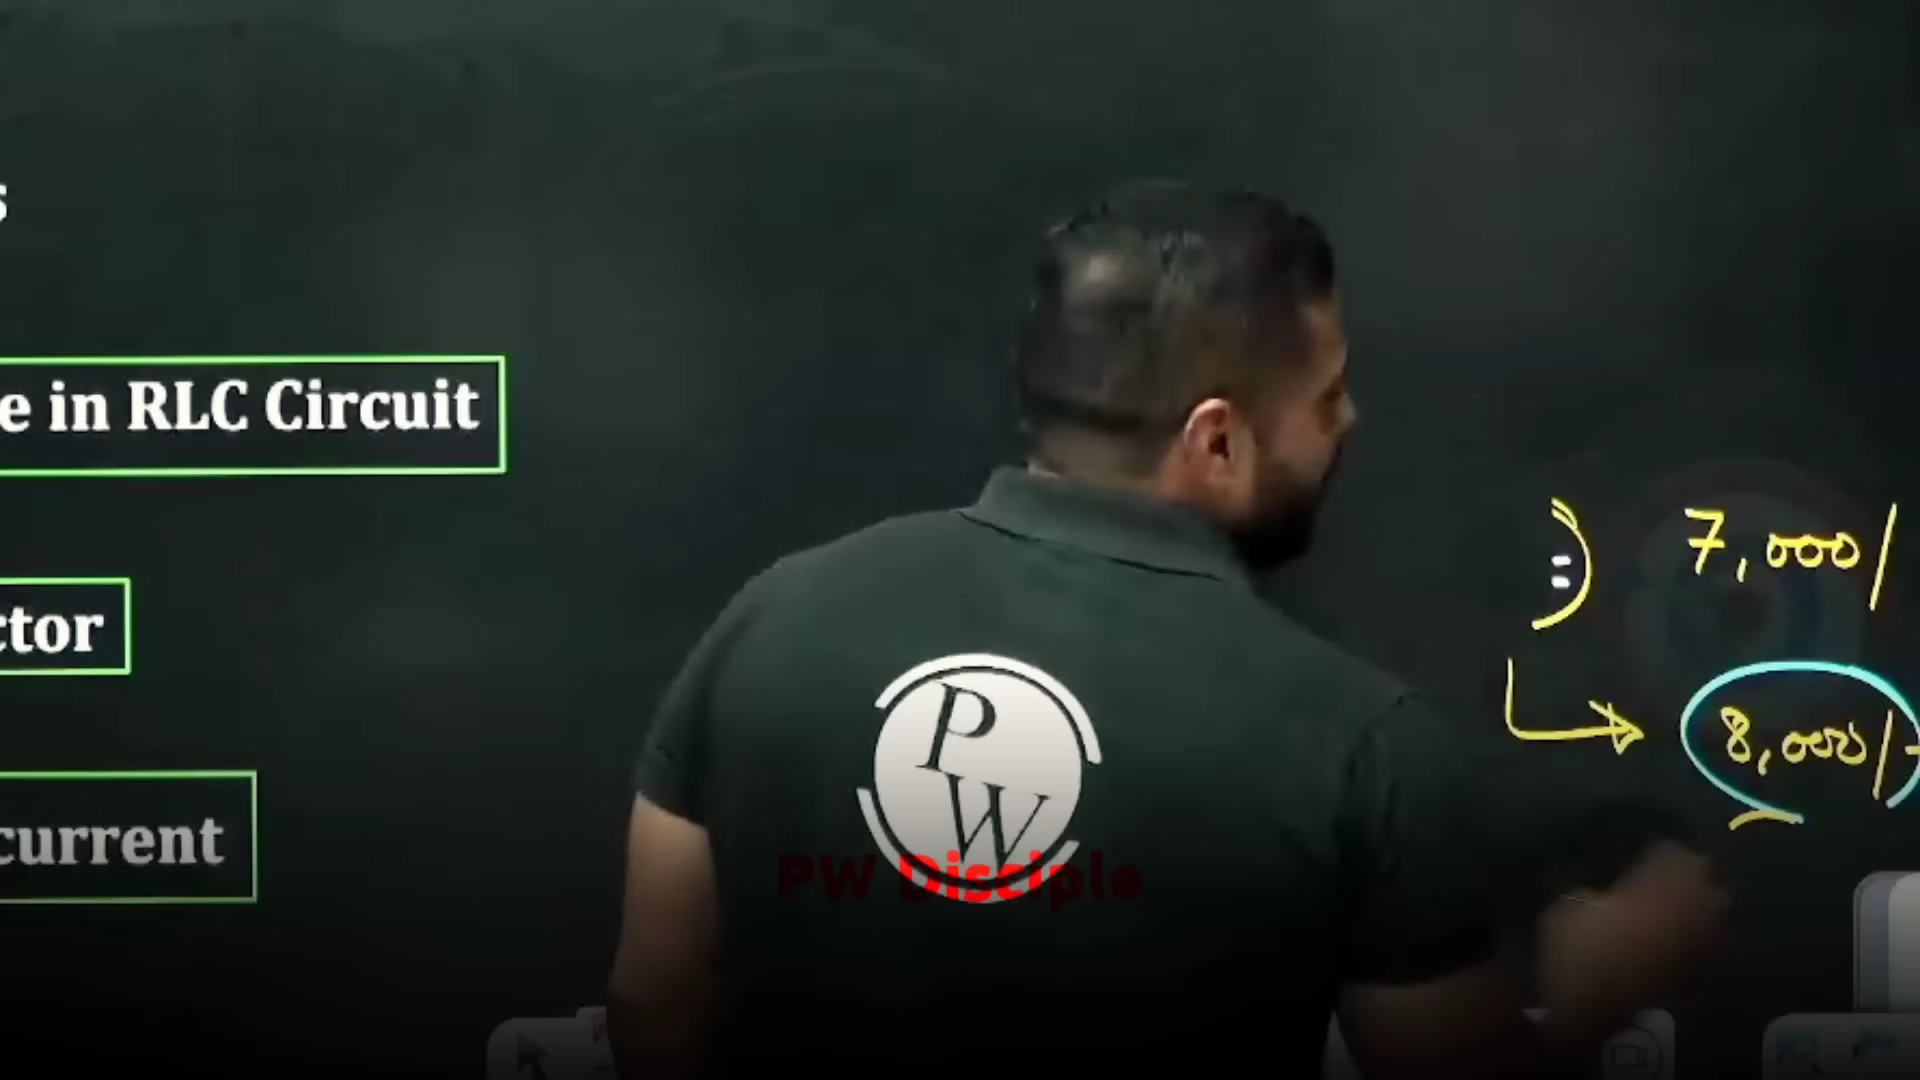 s
e in RLC Circuit
7,000/
ctor
8,000/-
current
P
W
PW Disciple